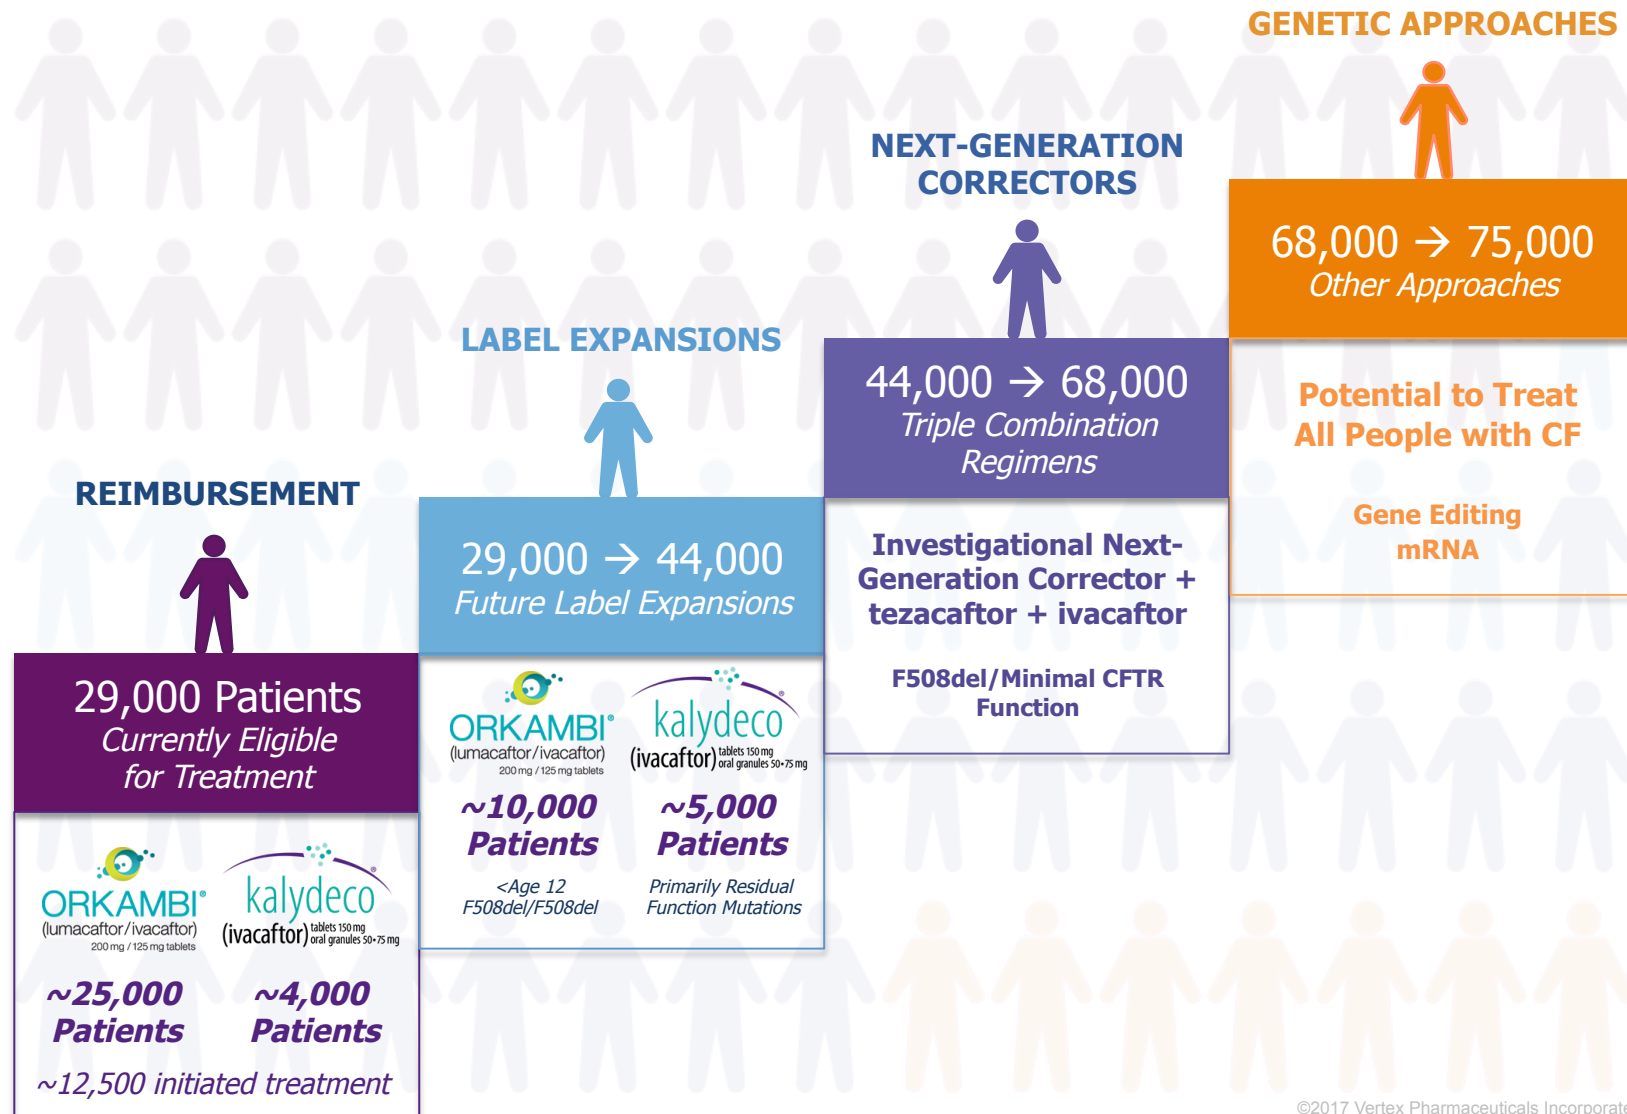 GENETIC APPROACHES
68,000 → 75,000
Other Approaches
Potential to Treat
All People with CF
Gene Editing
mRNA
NEXT-GENERATION
CORRECTORS
44,000 → 68,000
Triple Combination
Regimens
Investigational Next-
Generation Corrector +
tezacaftor + ivacaftor
F508del/Minimal CFTR
Function
LABEL EXPANSIONS
29,000 → 44,000
Future Label Expansions
ORKAMBI®
(lumacaftor/ivacaftor)
200 mg / 125 mg tablets
~10,000
Patients
<Age 12
F508del/F508del
kalydeco®
(ivacaftor) tablets 150 mg
oral granules 50•75 mg
~5,000
Patients
Primarily Residual
Function Mutations
REIMBURSEMENT
29,000 Patients
Currently Eligible
for Treatment
ORKAMBI®
(lumacaftor/ivacaftor)
200 mg / 125 mg tablets
~25,000
Patients
kalydeco®
(ivacaftor) tablets 150 mg
oral granules 50•75 mg
~4,000
Patients
~12,500 initiated treatment
©2017 Vertex Pharmaceuticals Incorporate